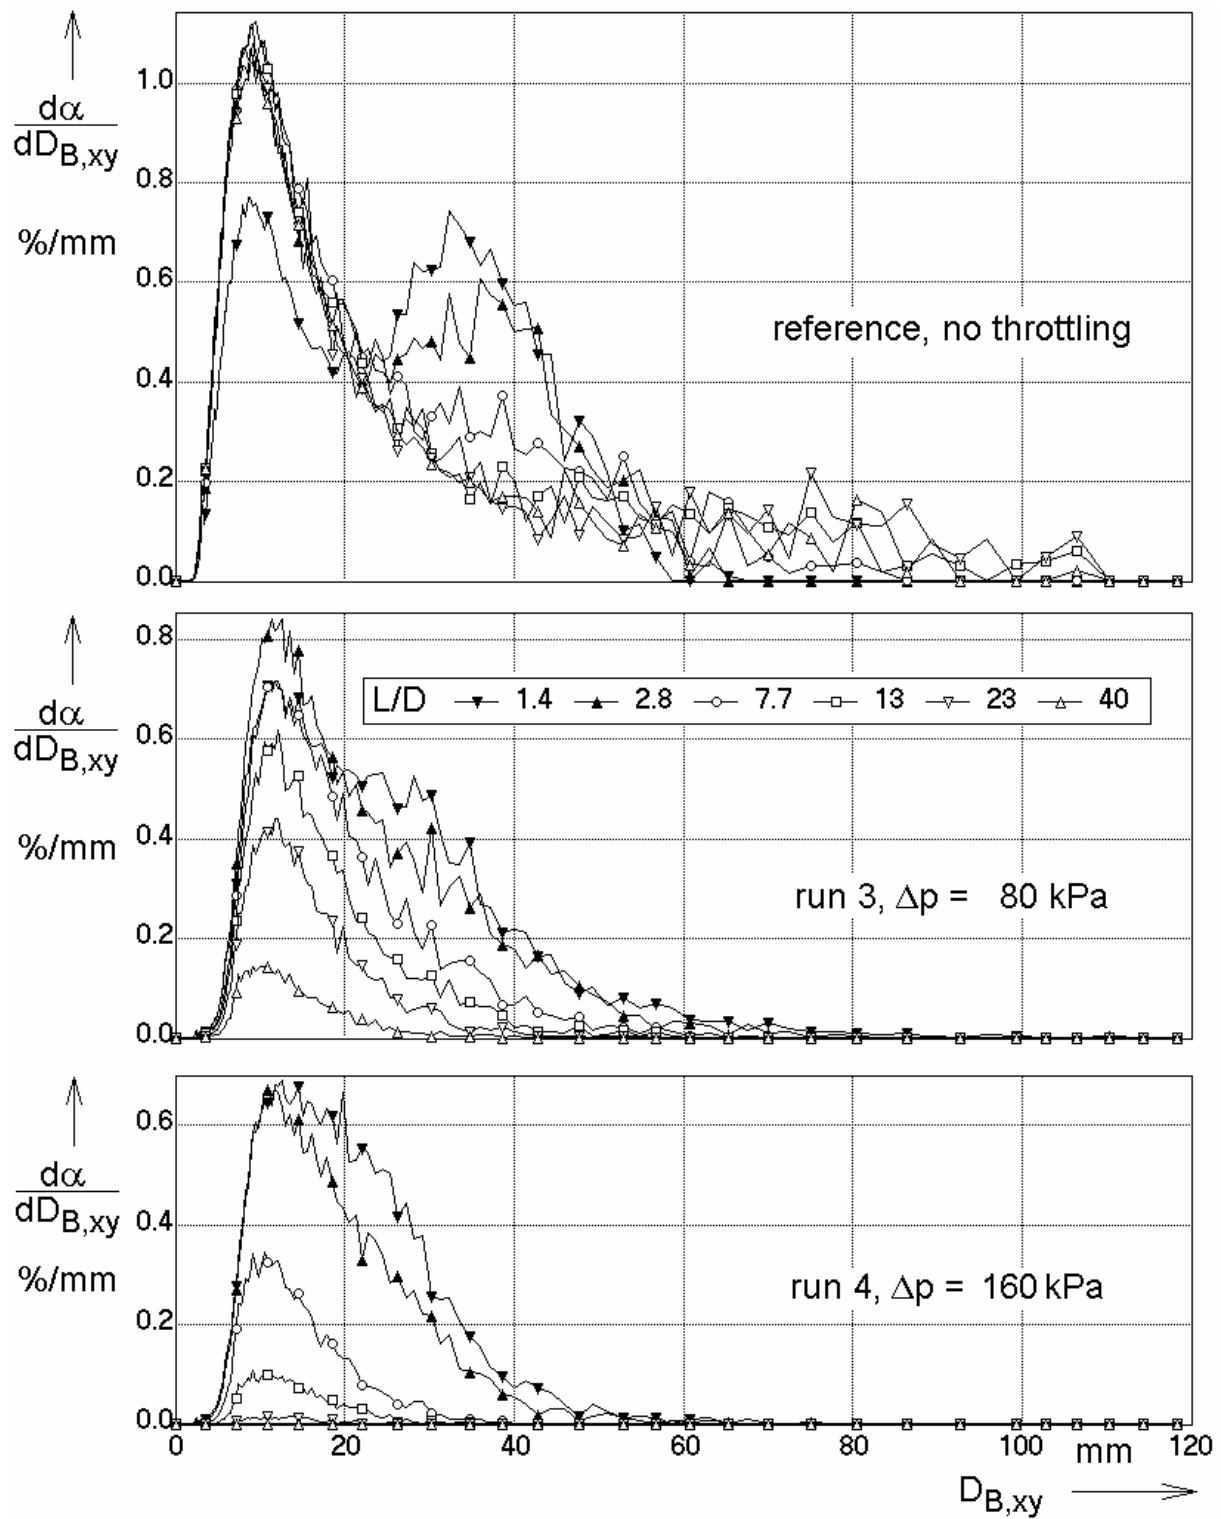 1.0
dα
dD_B,xy
0.8
%/mm
0.6
reference, no throttling
0.4
0.2
0.0
0.8
L/D 1.4 2.8 7.7 13 23 40
dα
dD_B,xy
0.6
%/mm
0.4
run 3, Δp = 80 kPa
0.2
0.0
0.6
dα
dD_B,xy
0.4
%/mm
run 4, Δp = 160 kPa
0.2
0.0
0 20 40 60 80 100 mm 120
D_B,xy